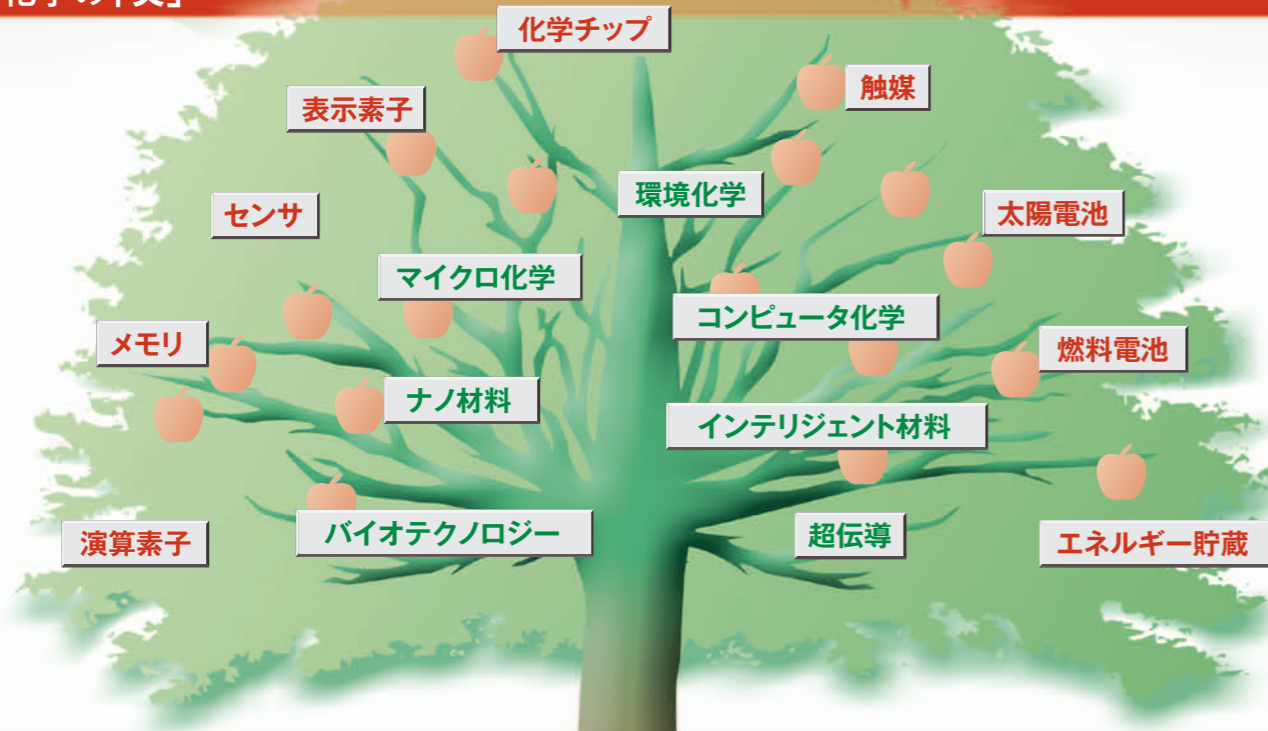 化学チップ
触媒
表示素子
環境化学
センサ
太陽電池
マイクロ化学
コンピュータ化学
メモリ
燃料電池
ナノ材料
インテリジェント材料
バイオテクノロジー
超伝導
演算素子
エネルギー貯蔵